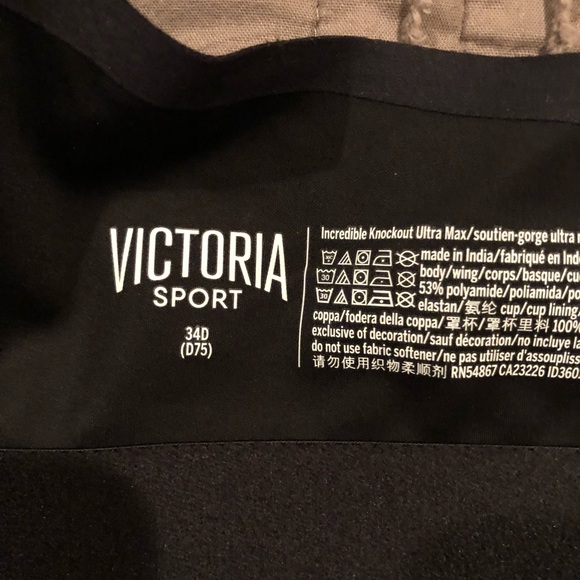 VICTORIA
SPORT
34D
(D75)
Incredible Knockout Ultra Max/soutien-gorge ultra
made in India/fabriqué en
body/wing/corps/basque/
53% polyamide/poliamida/
elastan/氨纶 cup/cup lining/
coppa/fodera della coppa/罩杯/罩杯里料 100%
exclusive of decoration/sauf décoration/no incluye
do not use fabric softener/ne pas utiliser
请勿使用织物柔顺剂 RN54867 CA23226